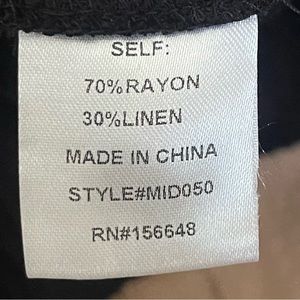 SELF:
70%RAYON
30%LINEN
MADE IN CHINA
STYLE#MID050
RN#156648